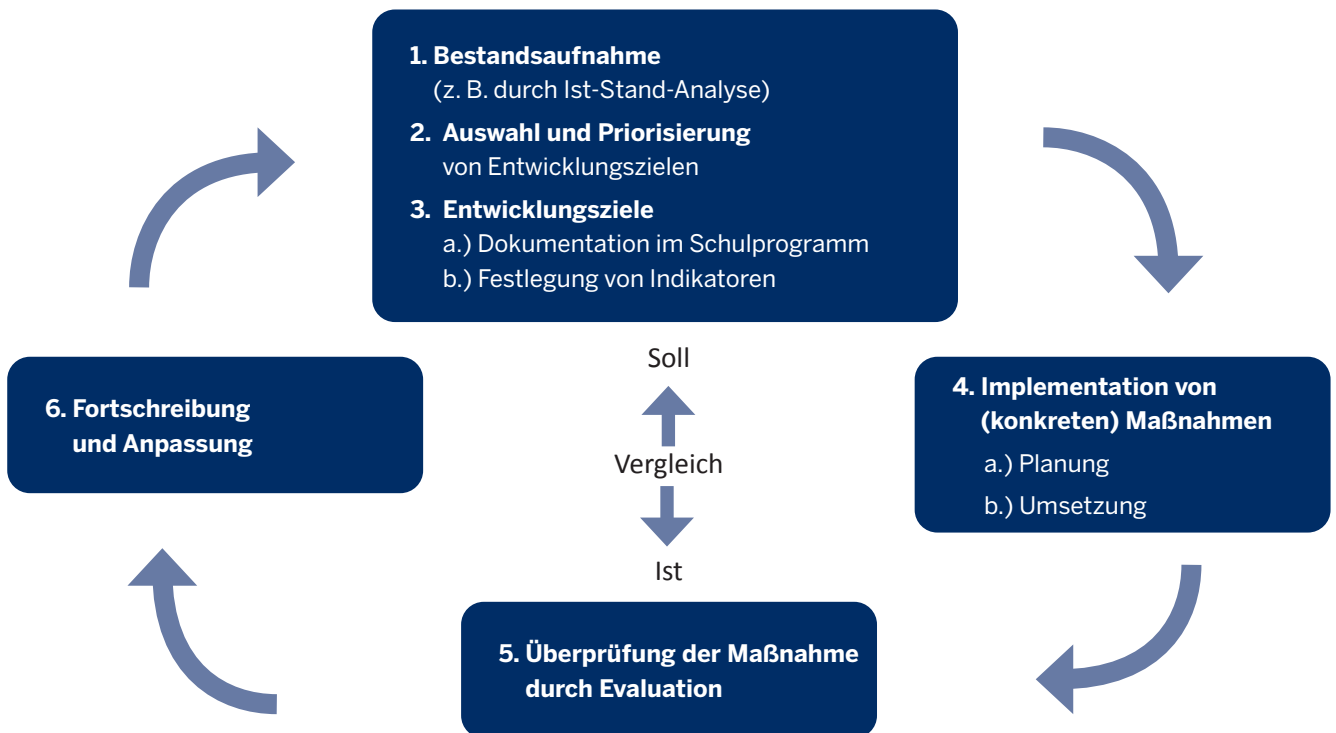 1. Bestandsaufnahme
(z. B. durch Ist-Stand-Analyse)
2. Auswahl und Priorisierung
von Entwicklungszielen
3. Entwicklungsziele
a.) Dokumentation im Schulprogramm
b.) Festlegung von Indikatoren
4. Implementation von
(konkreten) Maßnahmen
a.) Planung
b.) Umsetzung
Soll
Vergleich
Ist
5. Überprüfung der Maßnahme
durch Evaluation
6. Fortschreibung
und Anpassung